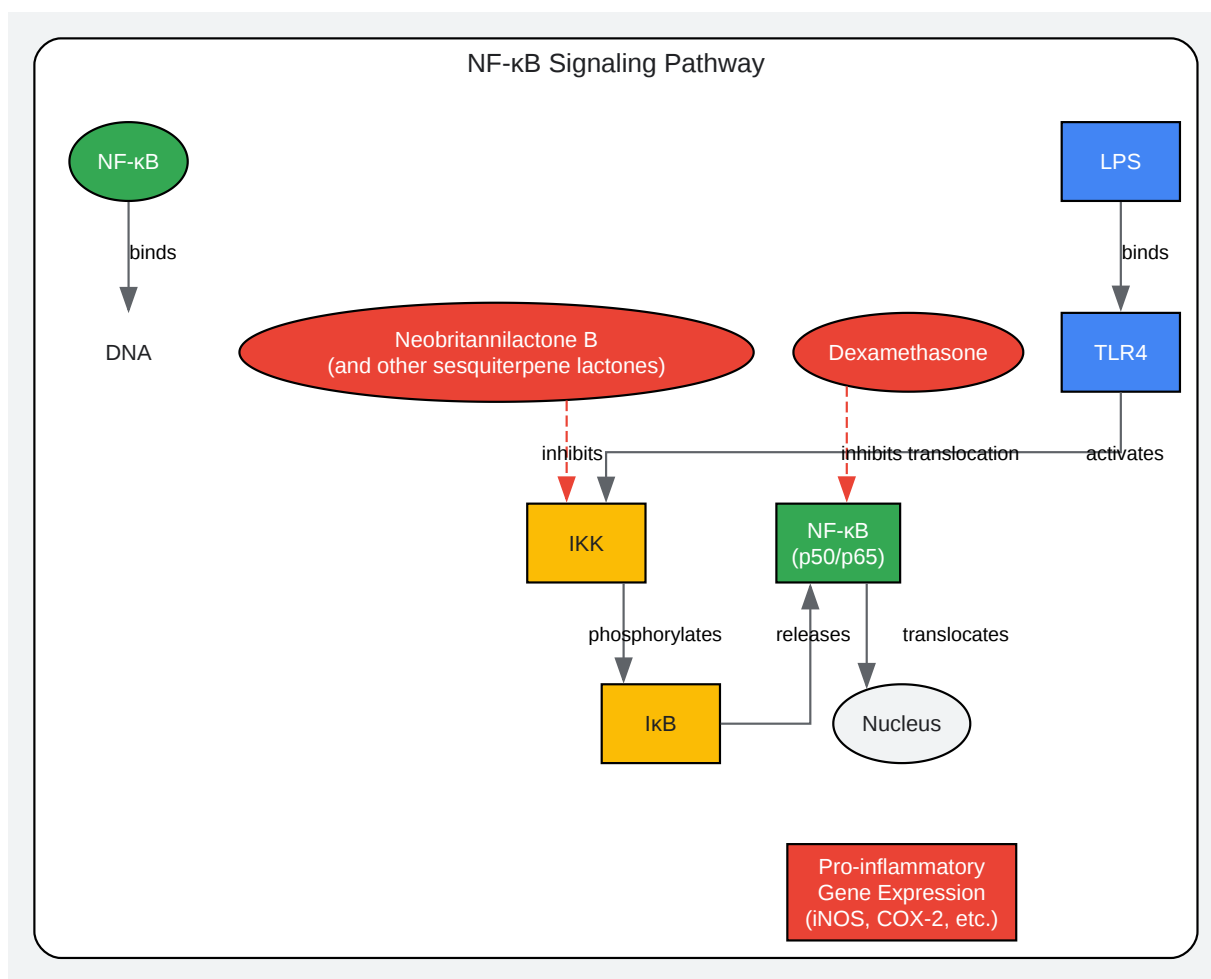 NF-κB Signaling Pathway
NF-κB
LPS
binds
binds
DNA
Neobritannilactone B
(and other sesquiterpene lactones)
Dexamethasone
TLR4
inhibits
inhibits translocation
activates
IKK
NF-κB
(p50/p65)
phosphorylates
releases
translocates
IκB
Nucleus
Pro-inflammatory
Gene Expression
(iNOS, COX-2, etc.)